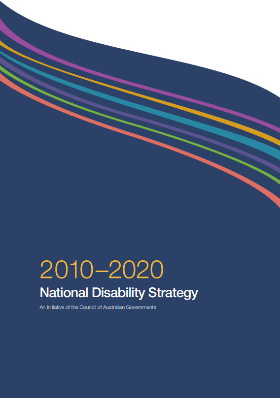 2010–2020
National Disability Strategy
An initiative of the Council of Australian Governments